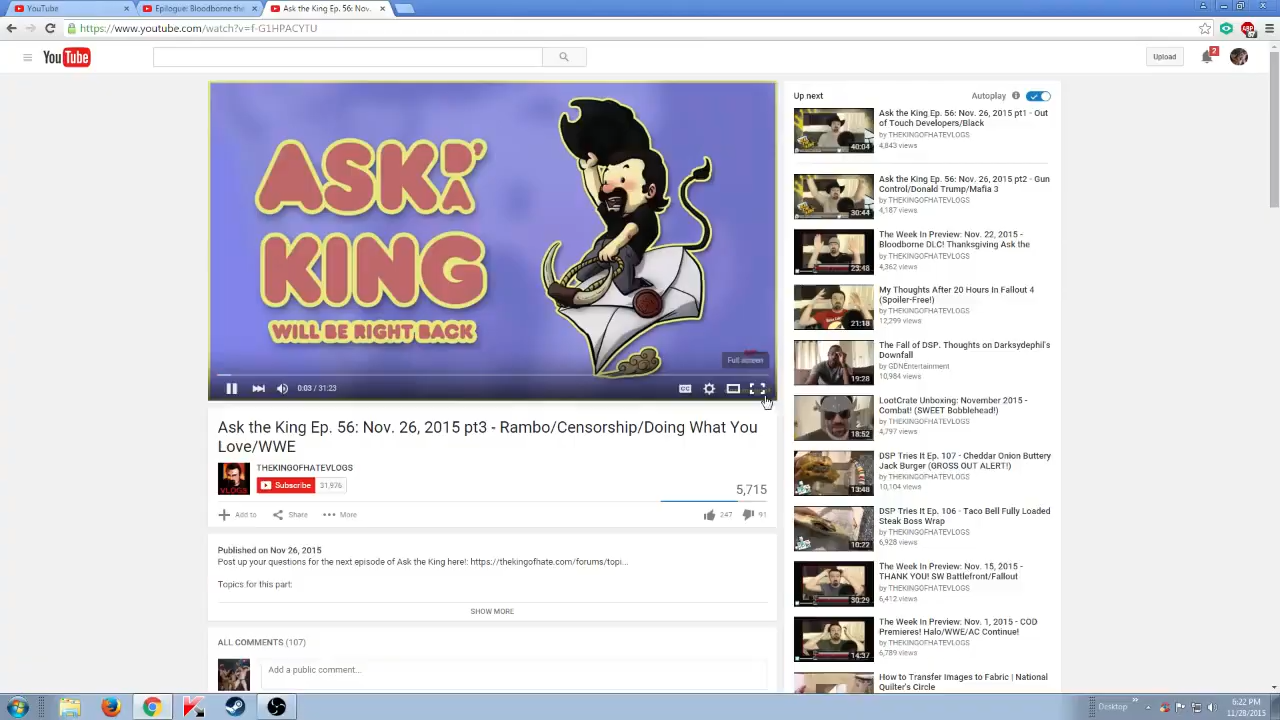 YouTube
Epilogue: Bloodborne the
Ask the King Ep. 56: Nov.
https://www.youtube.com/watch?v=f-G1HPACYTU
YouTube
Upload
2
ASK THE KING
WILL BE RIGHT BACK
Full screen
0:03 / 31:23
CC
Ask the King Ep. 56: Nov. 26, 2015 pt3 - Rambo/Censorship/Doing What You
Love/WWE
THEKINGOFHATEVLOGS
VLOGS
Subscribe 31,976
5,715
Add to Share More
247 91
Published on Nov 26, 2015
Post up your questions for the next episode of Ask the King here!: https://thekingofhate.com/forums/topi...
Topics for this part:
SHOW MORE
ALL COMMENTS (107)
Add a public comment...
Up next
Autoplay
Ask the King Ep. 56: Nov. 26, 2015 pt1 - Out
of Touch Developers/Black
by THEKINGOFHATEVLOGS
4,843 views
40:04
Ask the King Ep. 56: Nov. 26, 2015 pt2 - Gun
Control/Donald Trump/Mafia 3
by THEKINGOFHATEVLOGS
4,187 views
30:44
The Week In Preview: Nov. 22, 2015 -
Bloodborne DLC! Thanksgiving Ask the
by THEKINGOFHATEVLOGS
4,362 views
23:48
My Thoughts After 20 Hours In Fallout 4
(Spoiler-Free!)
by THEKINGOFHATEVLOGS
12,299 views
21:18
The Fall of DSP. Thoughts on Darksydephil's
Downfall
by GDNEntertainment
10,984 views
19:28
LootCrate Unboxing: November 2015 -
Combat! (SWEET Bobblehead!)
by THEKINGOFHATEVLOGS
4,797 views
18:52
DSP Tries It Ep. 107 - Cheddar Onion Buttery
Jack Burger (GROSS OUT ALERT!)
by THEKINGOFHATEVLOGS
10,104 views
13:48
DSP Tries It Ep. 106 - Taco Bell Fully Loaded
Steak Boss Wrap
by THEKINGOFHATEVLOGS
6,928 views
10:22
The Week In Preview: Nov. 15, 2015 -
THANK YOU! SW Battlefront/Fallout
by THEKINGOFHATEVLOGS
6,412 views
30:29
The Week In Preview: Nov. 1, 2015 - COD
Premieres! Halo/WWE/AC Continue!
by THEKINGOFHATEVLOGS
6,789 views
14:37
How to Transfer Images to Fabric | National
Quilter's Circle
Desktop
6:22 PM
11/28/2015